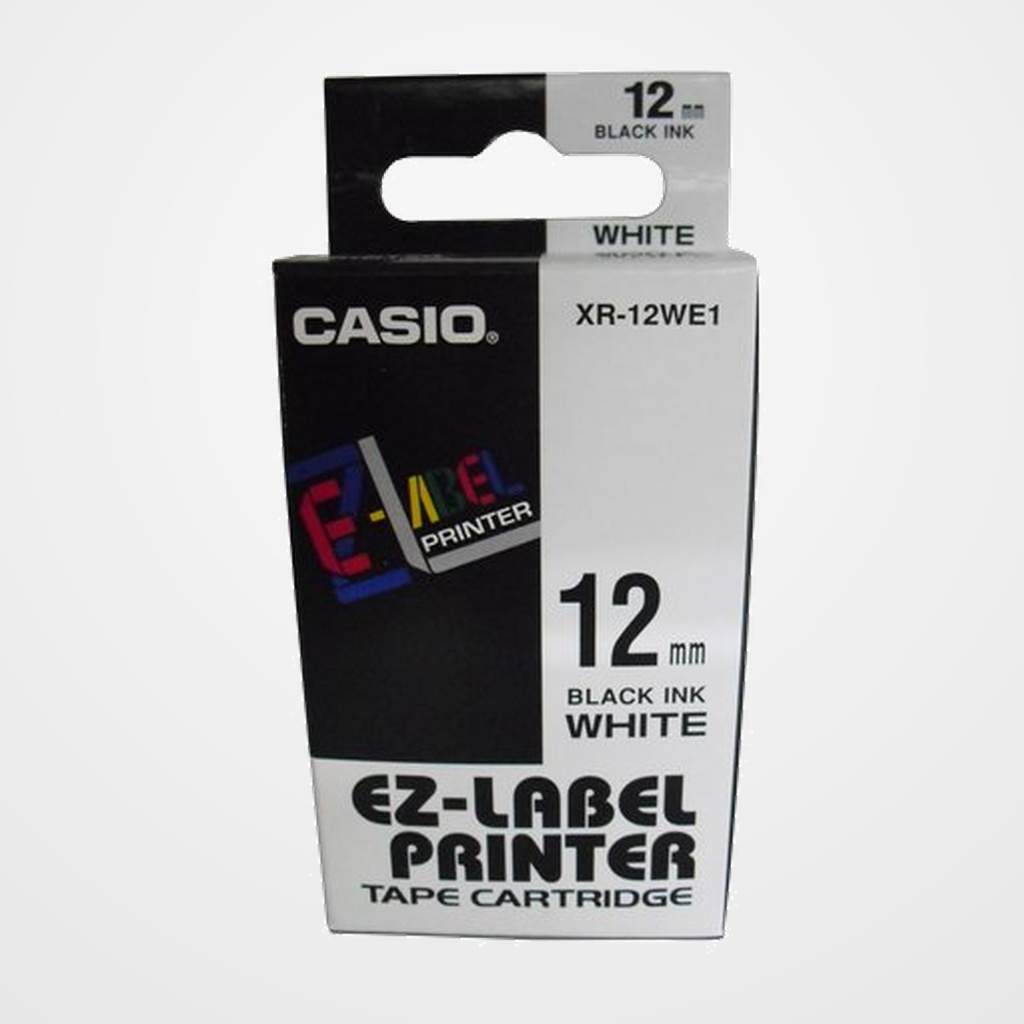 12 mm
BLACK INK
WHITE
CASIO®
XR-12WE1
EZ-LABEL
PRINTER
12 mm
BLACK INK
WHITE
EZ-LABEL
PRINTER
TAPE CARTRIDGE